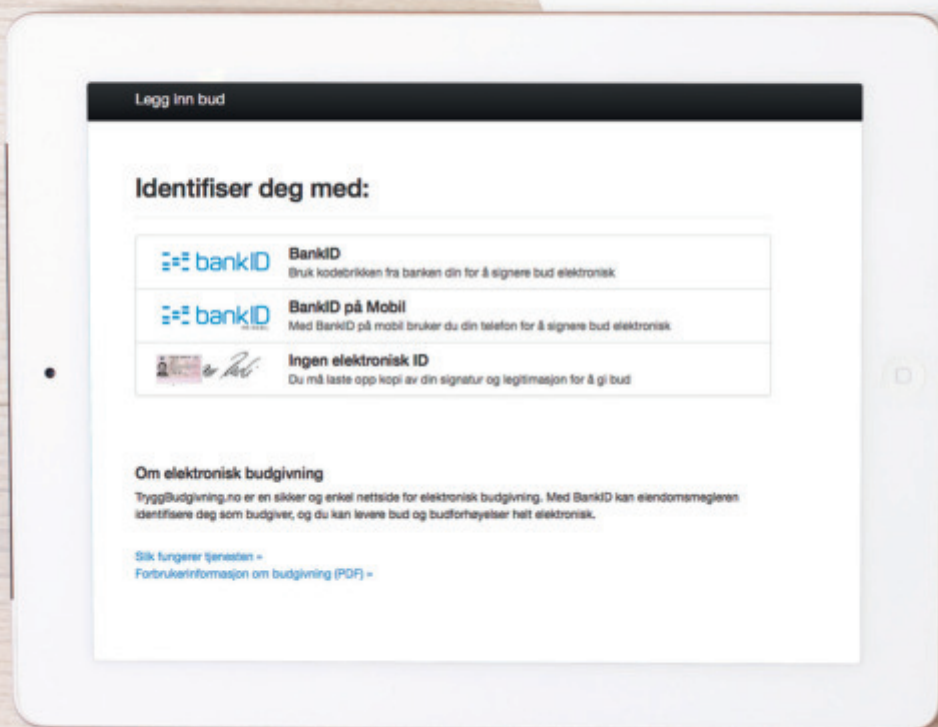 Legg inn bud
Identifiser deg med:
bankID
BankID
Bruk kodebrikken fra banken din for å signere bud elektronisk
bankID
PÅ MOBIL
BankID på Mobil
Med BankID på mobil bruker du din telefon for å signere bud elektronisk
Ingen elektronisk ID
Du må laste opp kopi av din signatur og legitimasjon for å gi bud
Om elektronisk budgivning
TryggBudgivning.no er en sikker og enkel nettside for elektronisk budgivning. Med BankID kan eiendomsmegleren
identifisere deg som budgiver, og du kan levere bud og budforhøyelser helt elektronisk.
Slik fungerer tjenesten »
Forbrukerinformasjon om budgivning (PDF) »